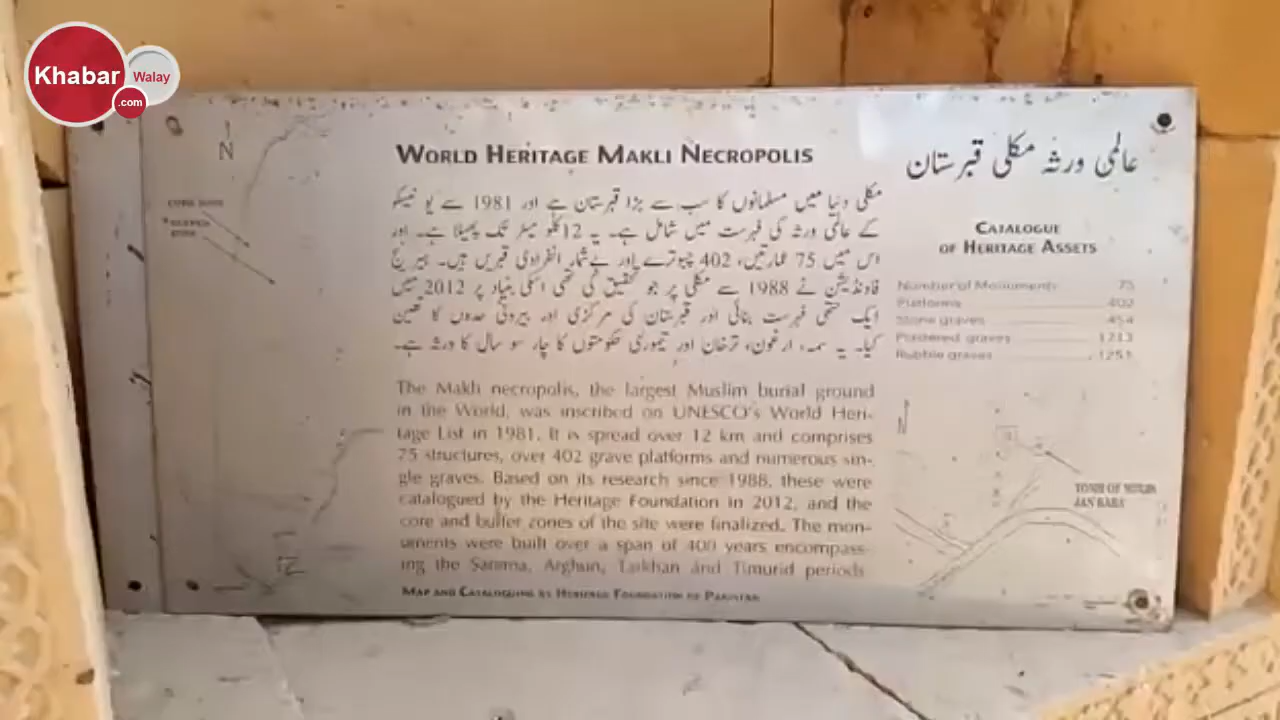 Khabar
Walay
.com
N
WORLD HERITAGE MAKLI NECROPOLIS
عالمی ورثہ مکلی قبرستان
مکلی دنیا میں مسلمانوں کا سب سے بڑا قبرستان ہے اور 1981 سے یو نیسکو
کے عالمی ورثہ کی فہرست میں شامل ہے۔ یہ 12کلو میٹر تک پھیلا ہے۔ اور
اس میں 75 عمارتیں، 402 چبوترے اور بے شمار انفرادی قبریں ہیں۔ ہیریٹیج
فاونڈیشن نے 1988 سے مکلی پر جو تحقیق کی تھی اسکی بنیاد پر 2012 میں
ایک حتمی فہرست بنائی اور قبرستان کی مرکزی اور بیرونی حدوں کا تعین
کیا۔ یہ سمہ، ارغون، ترخان اور تیموری حکومتوں کا چار سو سال کا ورثہ ہے۔
The Makli necropolis, the largest Muslim burial ground
in the World, was inscribed on UNESCO's World Heri-
tage List in 1981. It is spread over 12 km and comprises
75 structures, over 402 grave platforms and numerous sin-
gle graves. Based on its research since 1988, these were
catalogued by the Heritage Foundation in 2012, and the
core and buffer zones of the site were finalized. The mon-
uments were built over a span of 400 years encompass-
ing the Samma, Arghun, Tarkhan and Timurid periods
MAP AND CATALOGUING BY HERITAGE FOUNDATION OF PAKISTAN
CATALOGUE
OF HERITAGE ASSETS
Number of Monuments 75
Platforms 402
Stone graves 454
Plastered graves 1213
Rubble graves 1251
TOMB OF
JAN BABA